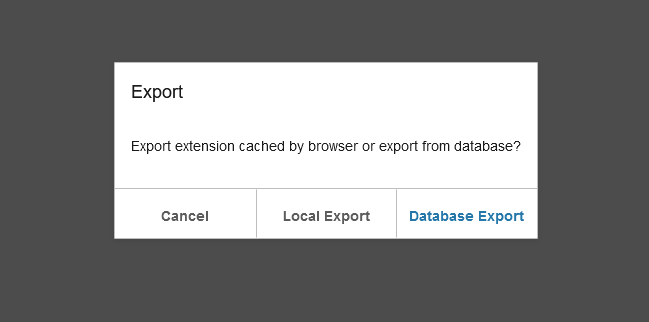 Export
Export extension cached by browser or export from database?
Cancel
Local Export
Database Export